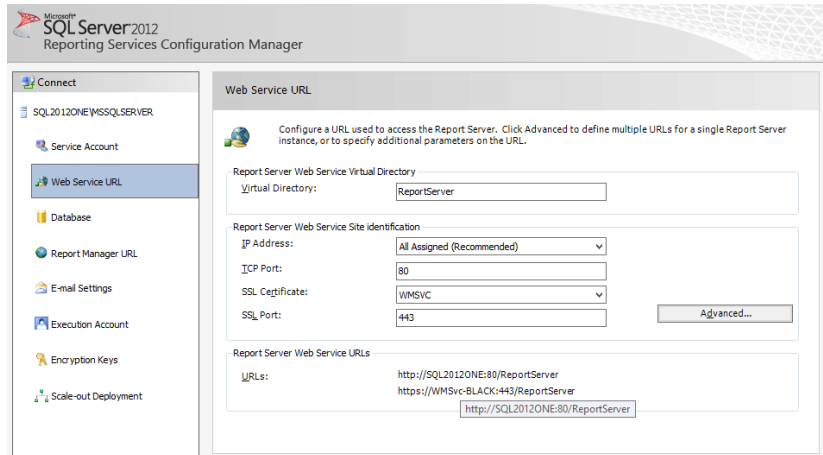 Microsoft®
SQL Server 2012
Reporting Services Configuration Manager
Connect
SQL2012ONE\MSSQLSERVER
Service Account
Web Service URL
Database
Report Manager URL
E-mail Settings
Execution Account
Encryption Keys
Scale-out Deployment
Web Service URL
Configure a URL used to access the Report Server. Click Advanced to define multiple URLs for a single Report Server
instance, or to specify additional parameters on the URL.
Report Server Web Service Virtual Directory
Virtual Directory: ReportServer
Report Server Web Service Site identification
IP Address: All Assigned (Recommended)
TCP Port: 80
SSL Certificate: WMSVC
SSL Port: 443
Advanced...
Report Server Web Service URLs
URLs: http://SQL2012ONE:80/ReportServer
https://WMSvc-BLACK:443/ReportServer
http://SQL2012ONE:80/ReportServer